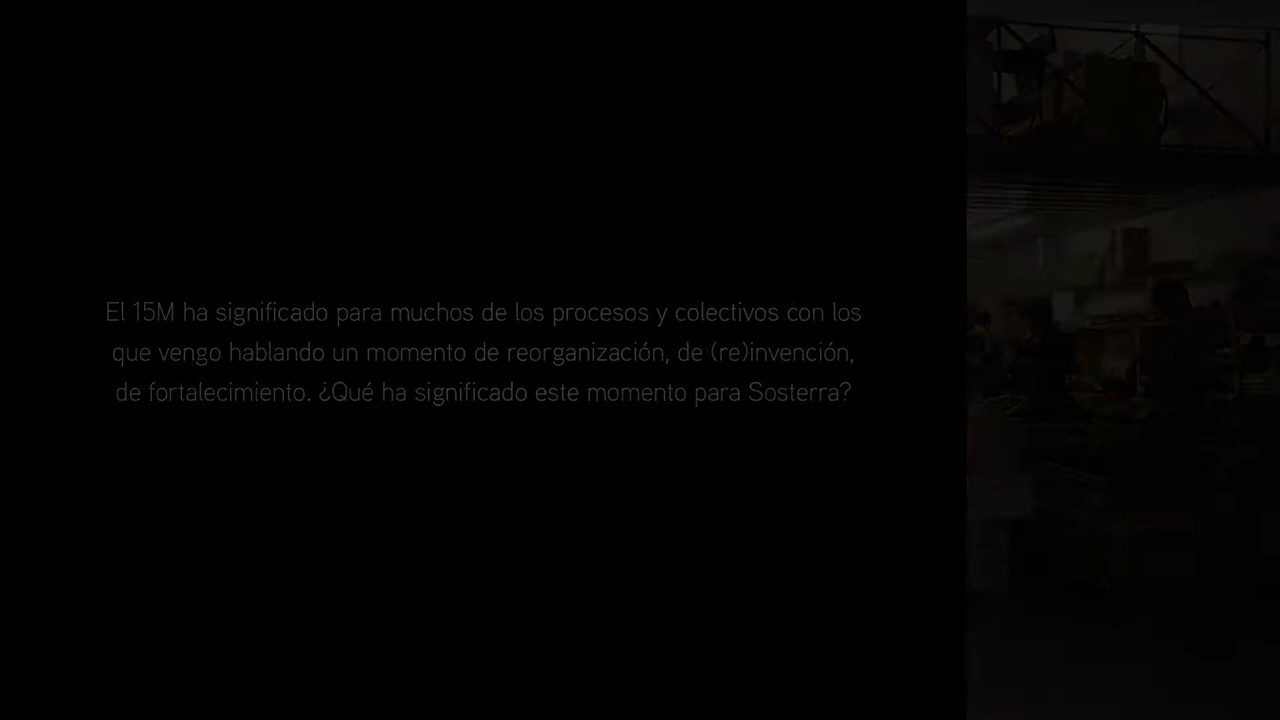 El 15M ha significado para muchos de los procesos y colectivos con los
que vengo hablando un momento de reorganización, de (re)invención,
de fortalecimiento. ¿Qué ha significado este momento para Sosterra?